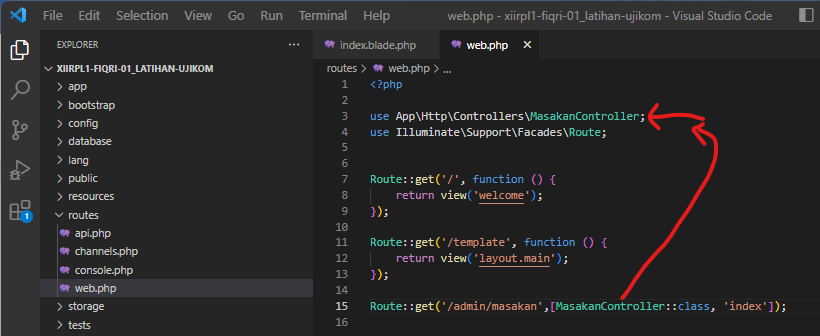 File Edit Selection View Go Run Terminal Help web.php - xiirpl1-fiqri-01_latihan-ujikom - Visual Studio Code
EXPLORER ...
XIIRPL1-FIQRI-01_LATIHAN-UJIKOM
app
bootstrap
config
database
lang
public
resources
routes
api.php
channels.php
console.php
web.php
storage
tests
1
index.blade.php web.php
routes > web.php > ...
1 <?php
2
3 use App\Http\Controllers\MasakanController;
4 use Illuminate\Support\Facades\Route;
5
6
7 Route::get('/', function () {
8 return view('welcome');
9 });
10
11 Route::get('/template', function () {
12 return view('layout.main');
13 });
14
15 Route::get('/admin/masakan',[MasakanController::class, 'index']);
16